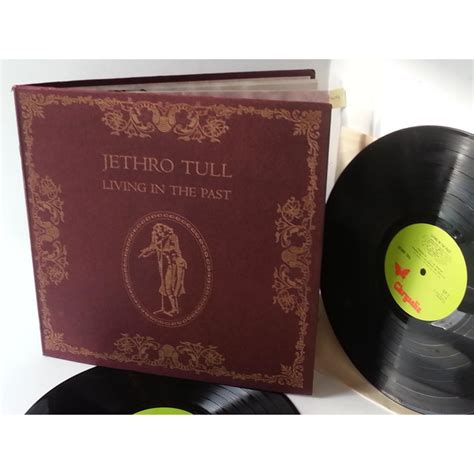 JETHRO TULL
LIVING IN THE PAST
Chrysalis